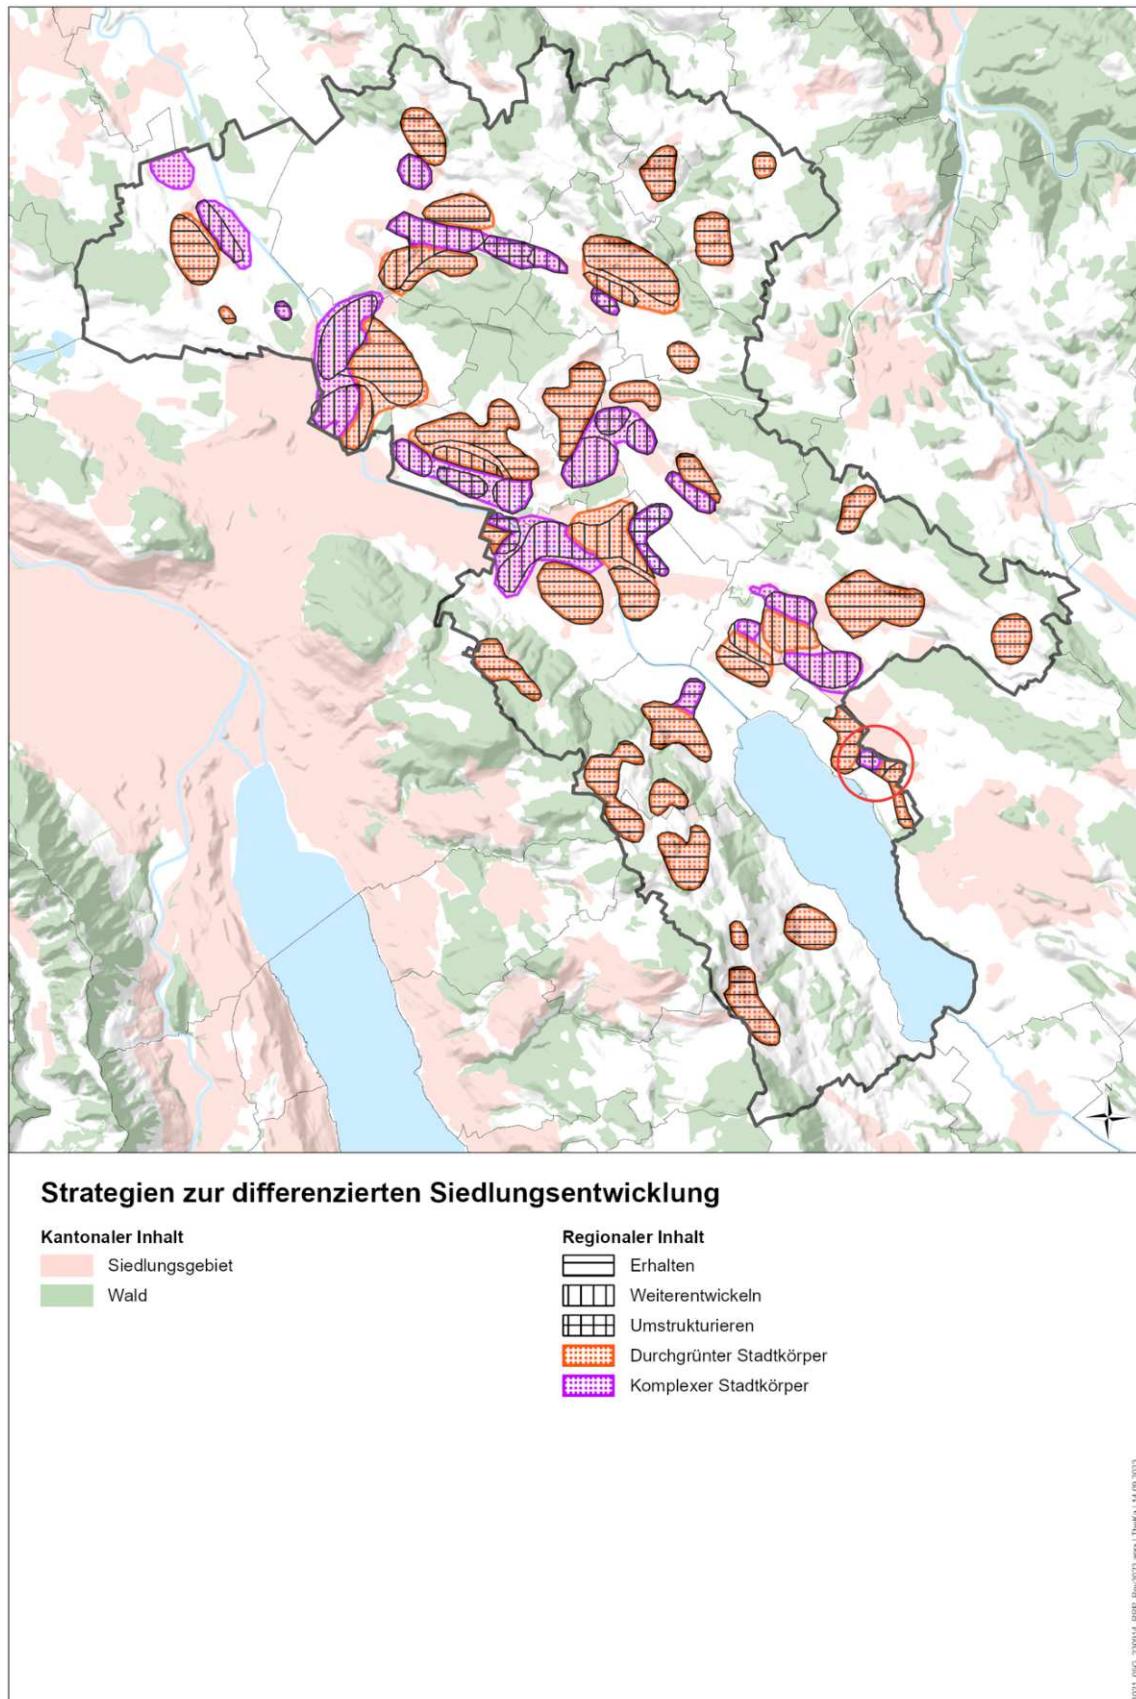 Strategien zur differenzierten Siedlungsentwicklung
Kantonaler Inhalt
Siedlungsgebiet
Wald
Regionaler Inhalt
Erhalten
Weiterentwickeln
Umstrukturieren
Durchgrünter Stadtkörper
Komplexer Stadtkörper